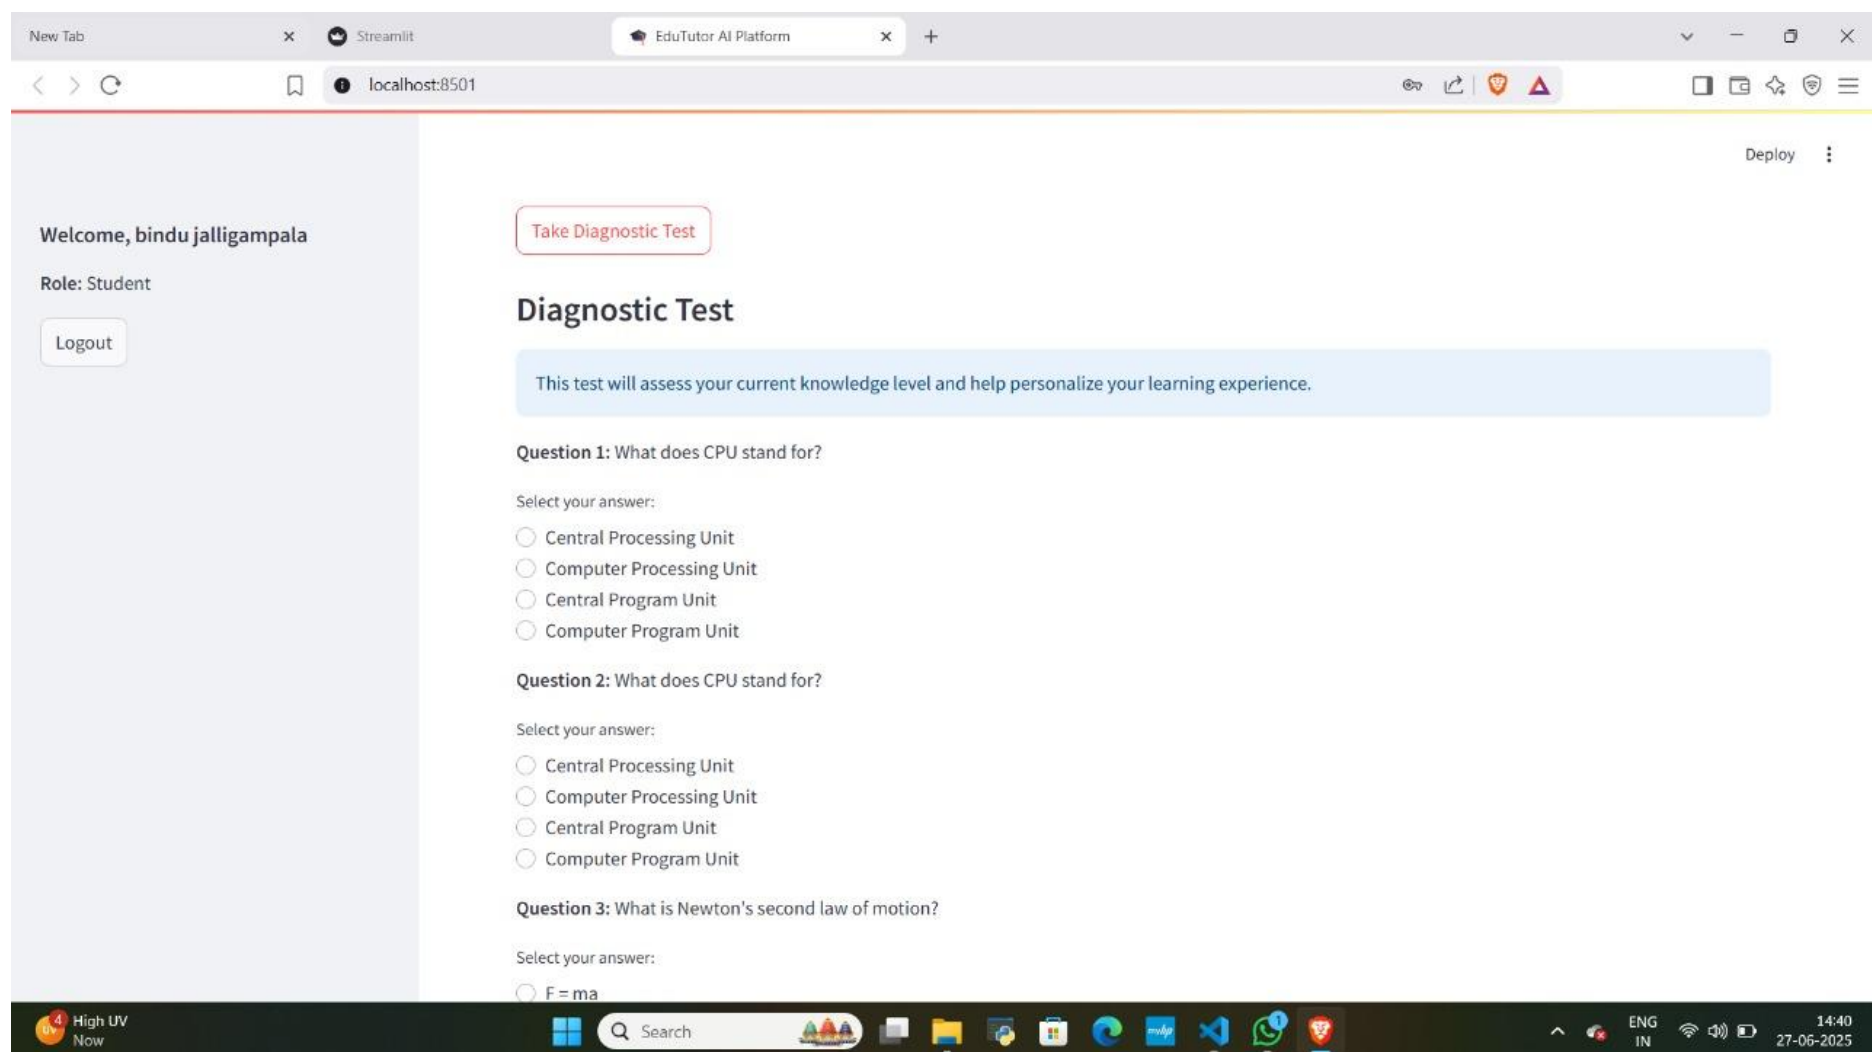 New Tab
Streamlit
EduTutor AI Platform
localhost:8501
Deploy
Welcome, bindu jalligampala
Role: Student
Logout
Take Diagnostic Test
Diagnostic Test
This test will assess your current knowledge level and help personalize your learning experience.
Question 1: What does CPU stand for?
Select your answer:
Central Processing Unit
Computer Processing Unit
Central Program Unit
Computer Program Unit
Question 2: What does CPU stand for?
Select your answer:
Central Processing Unit
Computer Processing Unit
Central Program Unit
Computer Program Unit
Question 3: What is Newton's second law of motion?
Select your answer:
F = ma
4
UV
High UV
Now
Search
myhp
1
ENG
IN
14:40
27-06-2025